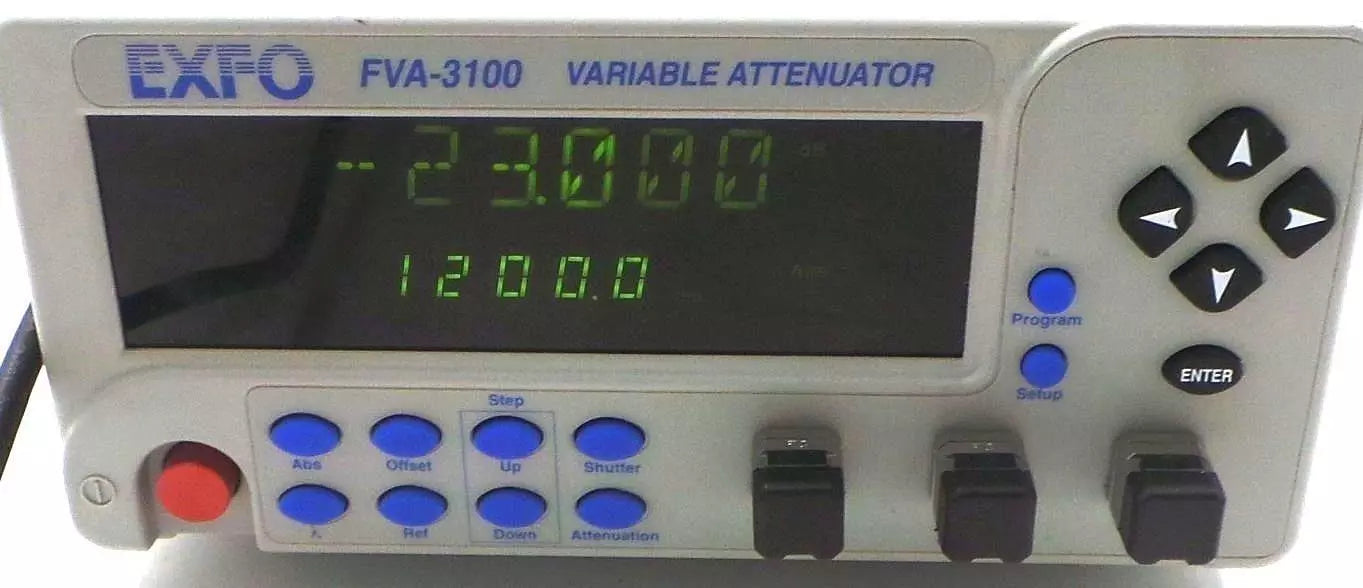 EXFO FVA-3100 VARIABLE ATTENUATOR
-23.000 dB
1200.0
Program
Setup
ENTER
Step
Abs Offset Up Shutter
λ Ref Down Attenuation